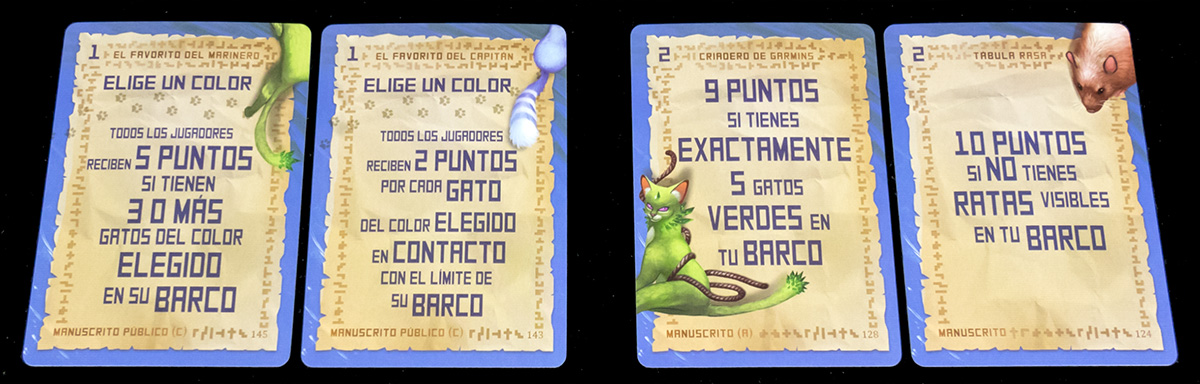 1 EL FAVORITO DEL MARINERO
ELIGE UN COLOR
TODOS LOS JUGADORES
RECIBEN 5 PUNTOS
SI TIENEN
3 O MÁS
GATOS DEL COLOR
ELEGIDO
EN SU BARCO
MANUSCRITO PÚBLICO (C) 145
1 EL FAVORITO DEL CAPITÁN
ELIGE UN COLOR
TODOS LOS JUGADORES
RECIBEN 2 PUNTOS
POR CADA GATO
DEL COLOR ELEGIDO
EN CONTACTO
CON EL LÍMITE DE
SU BARCO
MANUSCRITO PÚBLICO (C) 143
2 CRIADERO DE GARMINS
9 PUNTOS
SI TIENES
EXACTAMENTE
5 GATOS
VERDES EN
TU BARCO
MANUSCRITO (A) 128
2 TABULA RASA
10 PUNTOS
SI NO TIENES
RATAS VISIBLES
EN TU BARCO
MANUSCRITO 124